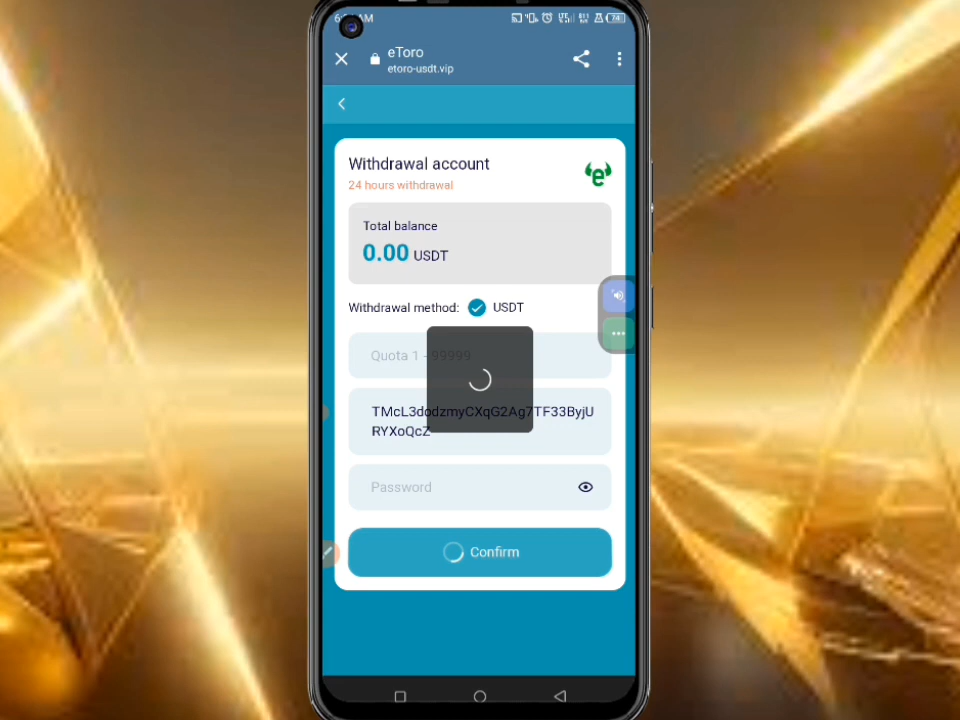 eToro
etoro-usdt.vip
Withdrawal account
24 hours withdrawal
e
Total balance
0.00 USDT
Withdrawal method: USDT
Quota 1 - 99999
TMcL3dodzmyCXqG2Ag7TF33ByjU
RYXoQcZ
Password
Confirm